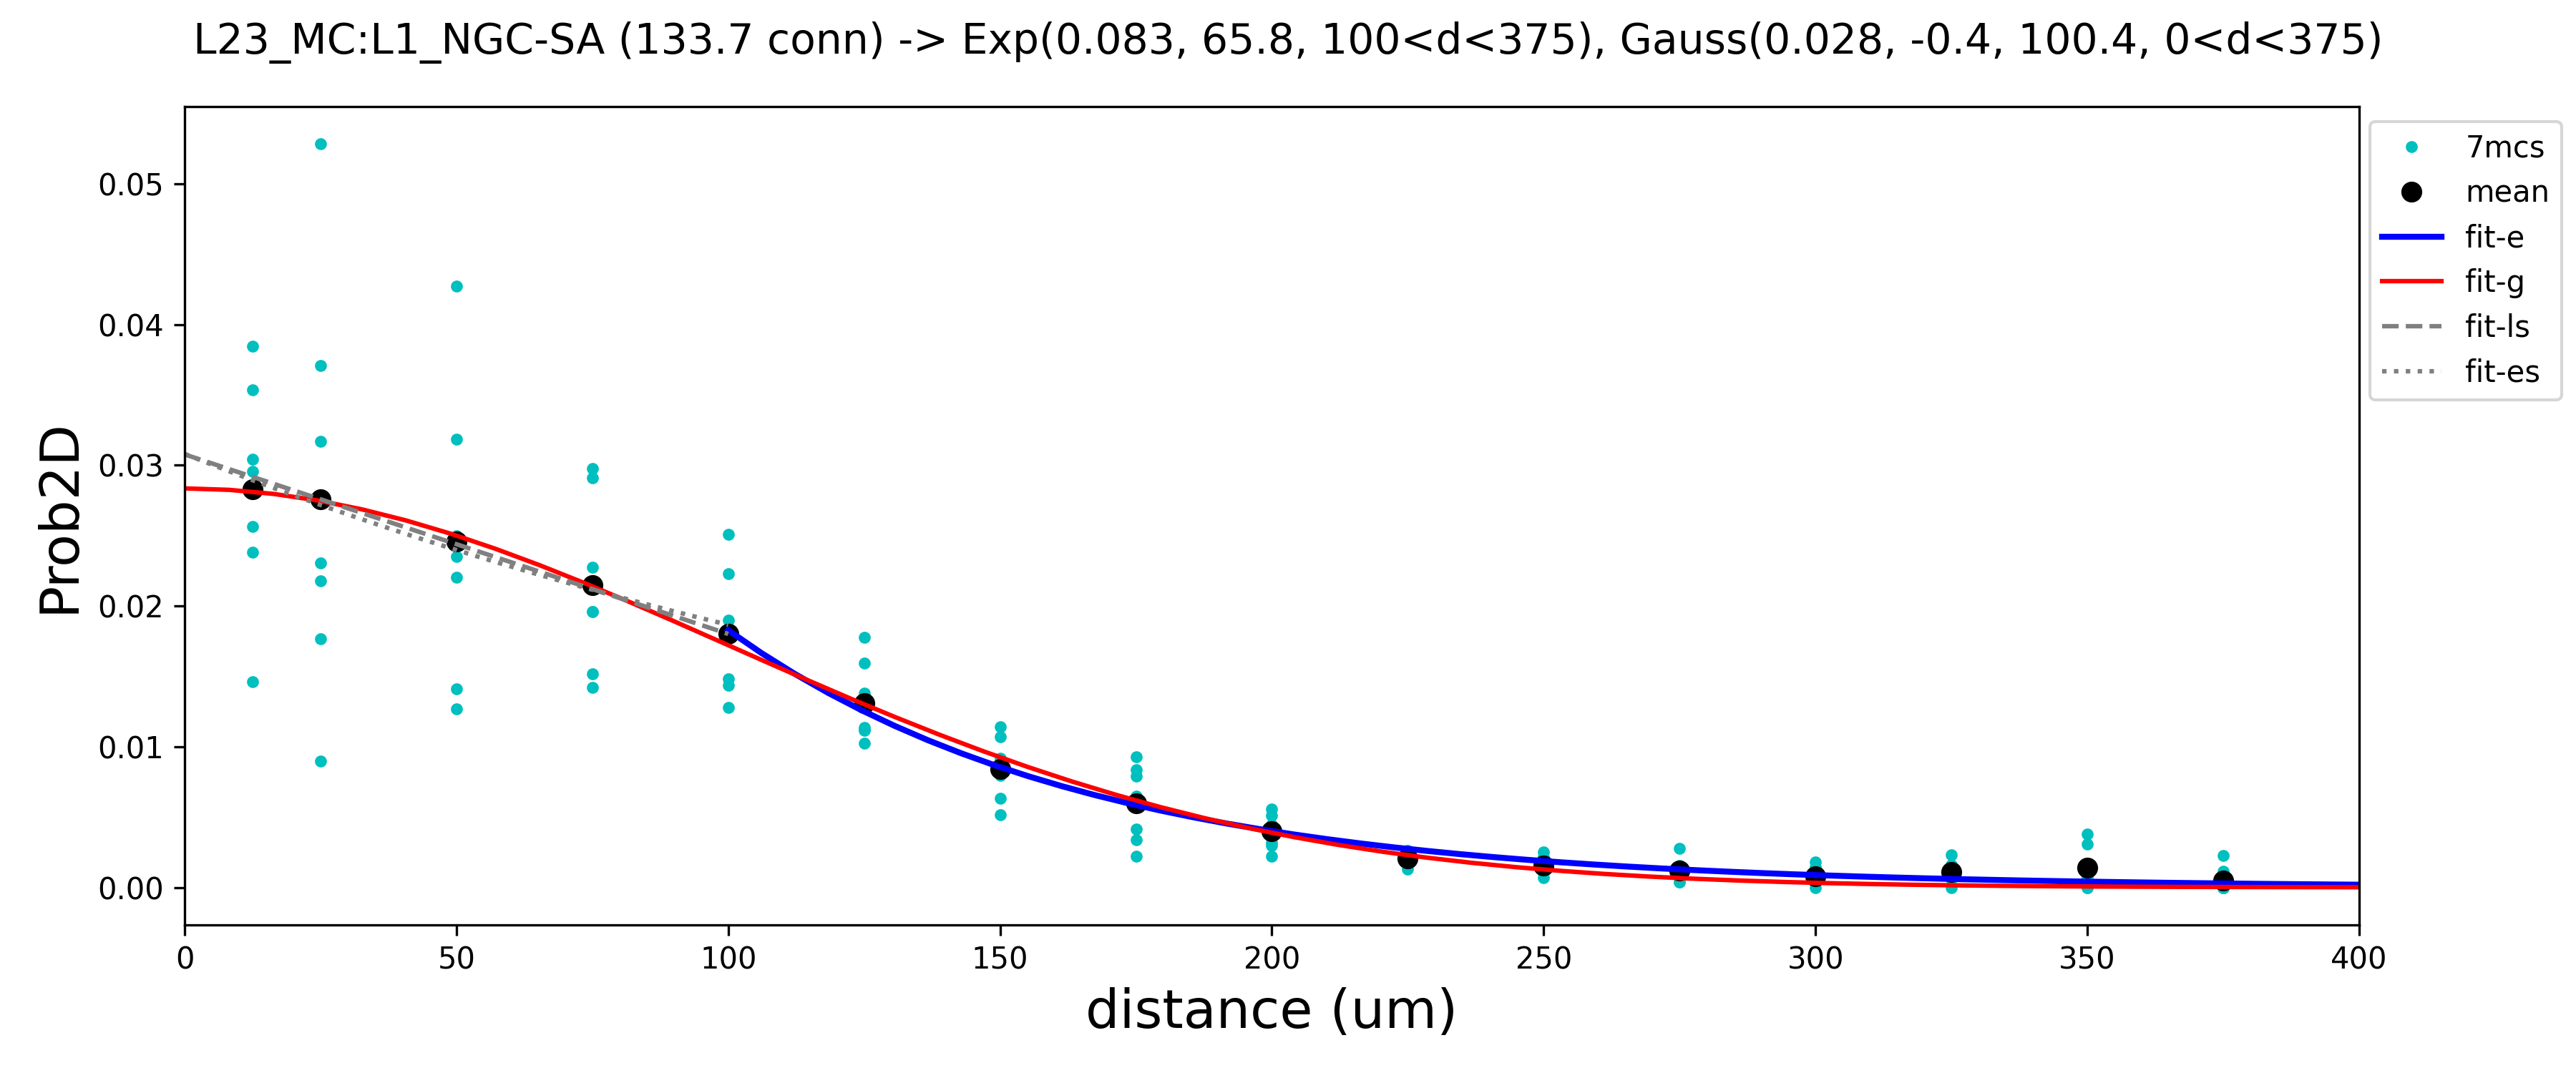 L23_MC:L1_NGC-SA (133.7 conn) -> Exp(0.083, 65.8, 100<d<375), Gauss(0.028, -0.4, 100.4, 0<d<375)
7mcs
mean
fit-e
fit-g
fit-ls
fit-es
Prob2D
0.05
0.04
0.03
0.02
0.01
0.00
0 50 100 150 200 250 300 350 400
distance (um)